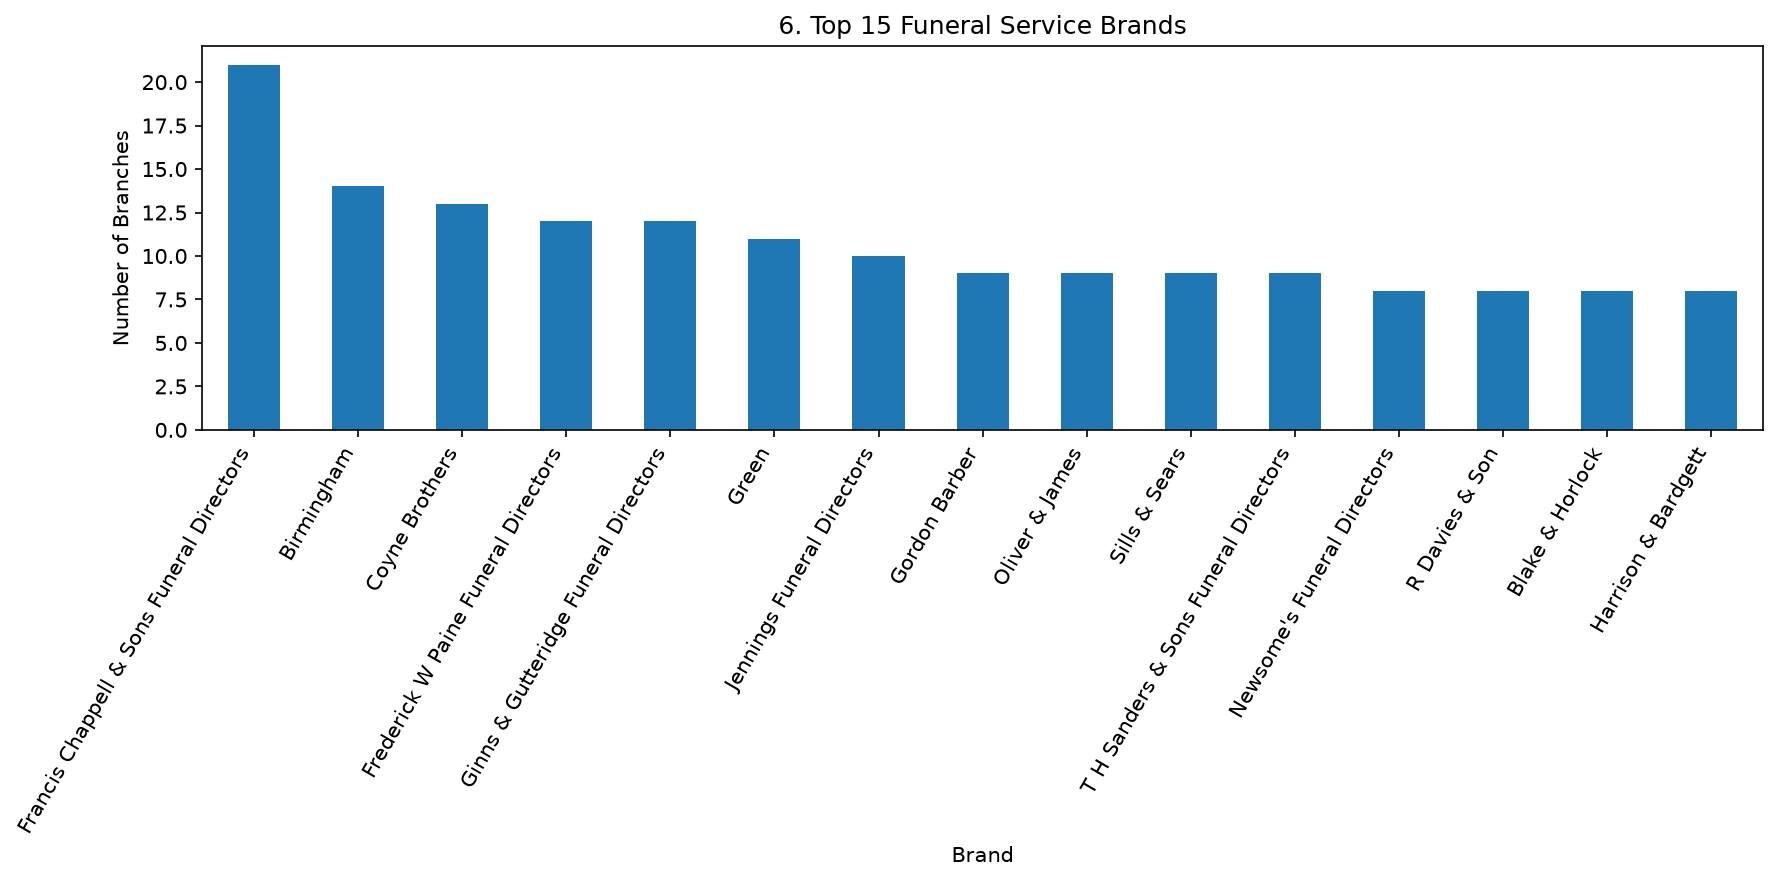 6. Top 15 Funeral Service Brands
Number of Branches
20.0
17.5
15.0
12.5
10.0
7.5
5.0
2.5
0.0
Francis Chappell & Sons Funeral Directors
Birmingham
Coyne Brothers
Frederick W Paine Funeral Directors
Ginns & Gutteridge Funeral Directors
Green
Jennings Funeral Directors
Gordon Barber
Oliver & James
Sills & Sears
T H Sanders & Sons Funeral Directors
Newsome's Funeral Directors
R Davies & Son
Blake & Horlock
Harrison & Bardgett
Brand